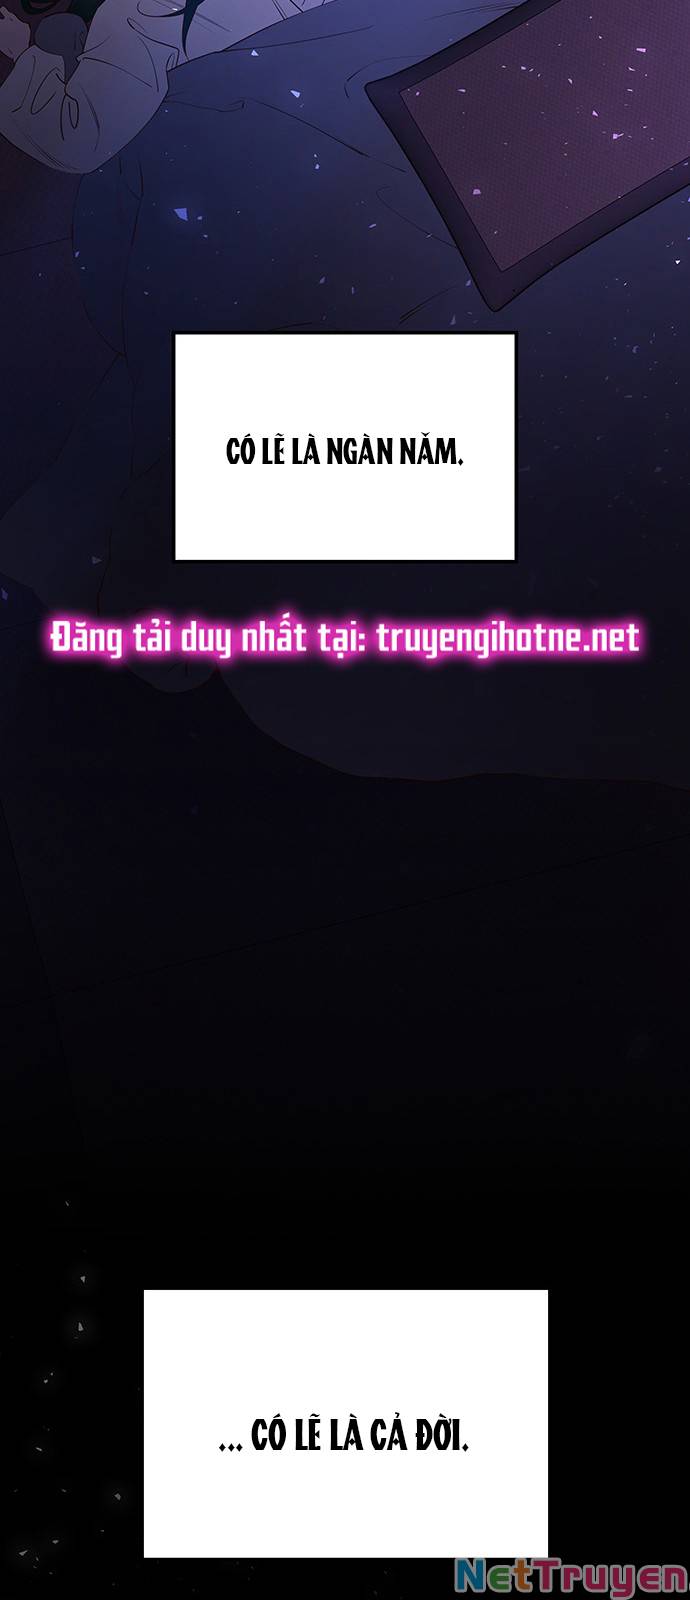 CÓ LẼ LÀ NGÀN NĂM.
Đăng tải duy nhất tại: truyengihotne.net
... CÓ LẼ LÀ CẢ ĐỜI.
NetTruyen